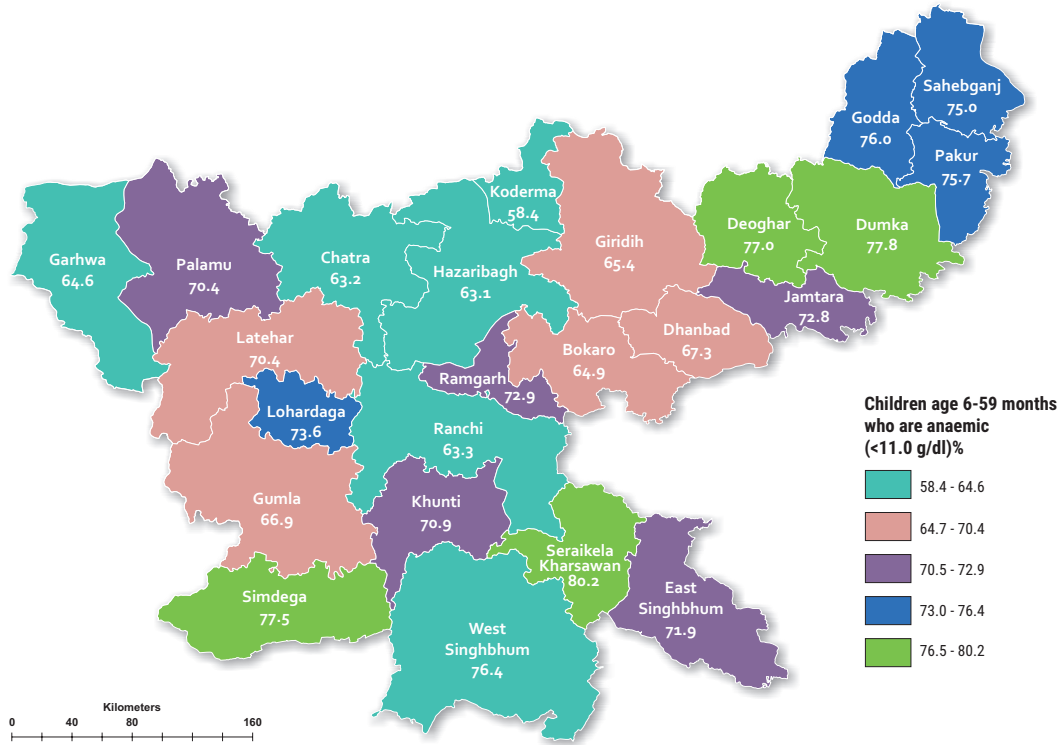 Sahebganj
75.0
Godda
76.0
Pakur
75.7
Koderma
58.4
Deoghar
77.0
Dumka
77.8
Giridih
65.4
Garhwa
64.6
Palamu
70.4
Chatra
63.2
Hazaribagh
63.1
Jamtara
72.8
Dhanbad
67.3
Latehar
70.4
Bokaro
64.9
Ramgarh
72.9
Lohardaga
73.6
Ranchi
63.3
Gumla
66.9
Khunti
70.9
Seraikela
Kharsawan
80.2
Simdega
77.5
East
Singhbhum
71.9
West
Singhbhum
76.4
Children age 6-59 months
who are anaemic
(<11.0 g/dl)%
58.4 - 64.6
64.7 - 70.4
70.5 - 72.9
73.0 - 76.4
76.5 - 80.2
Kilometers
0 40 80 160